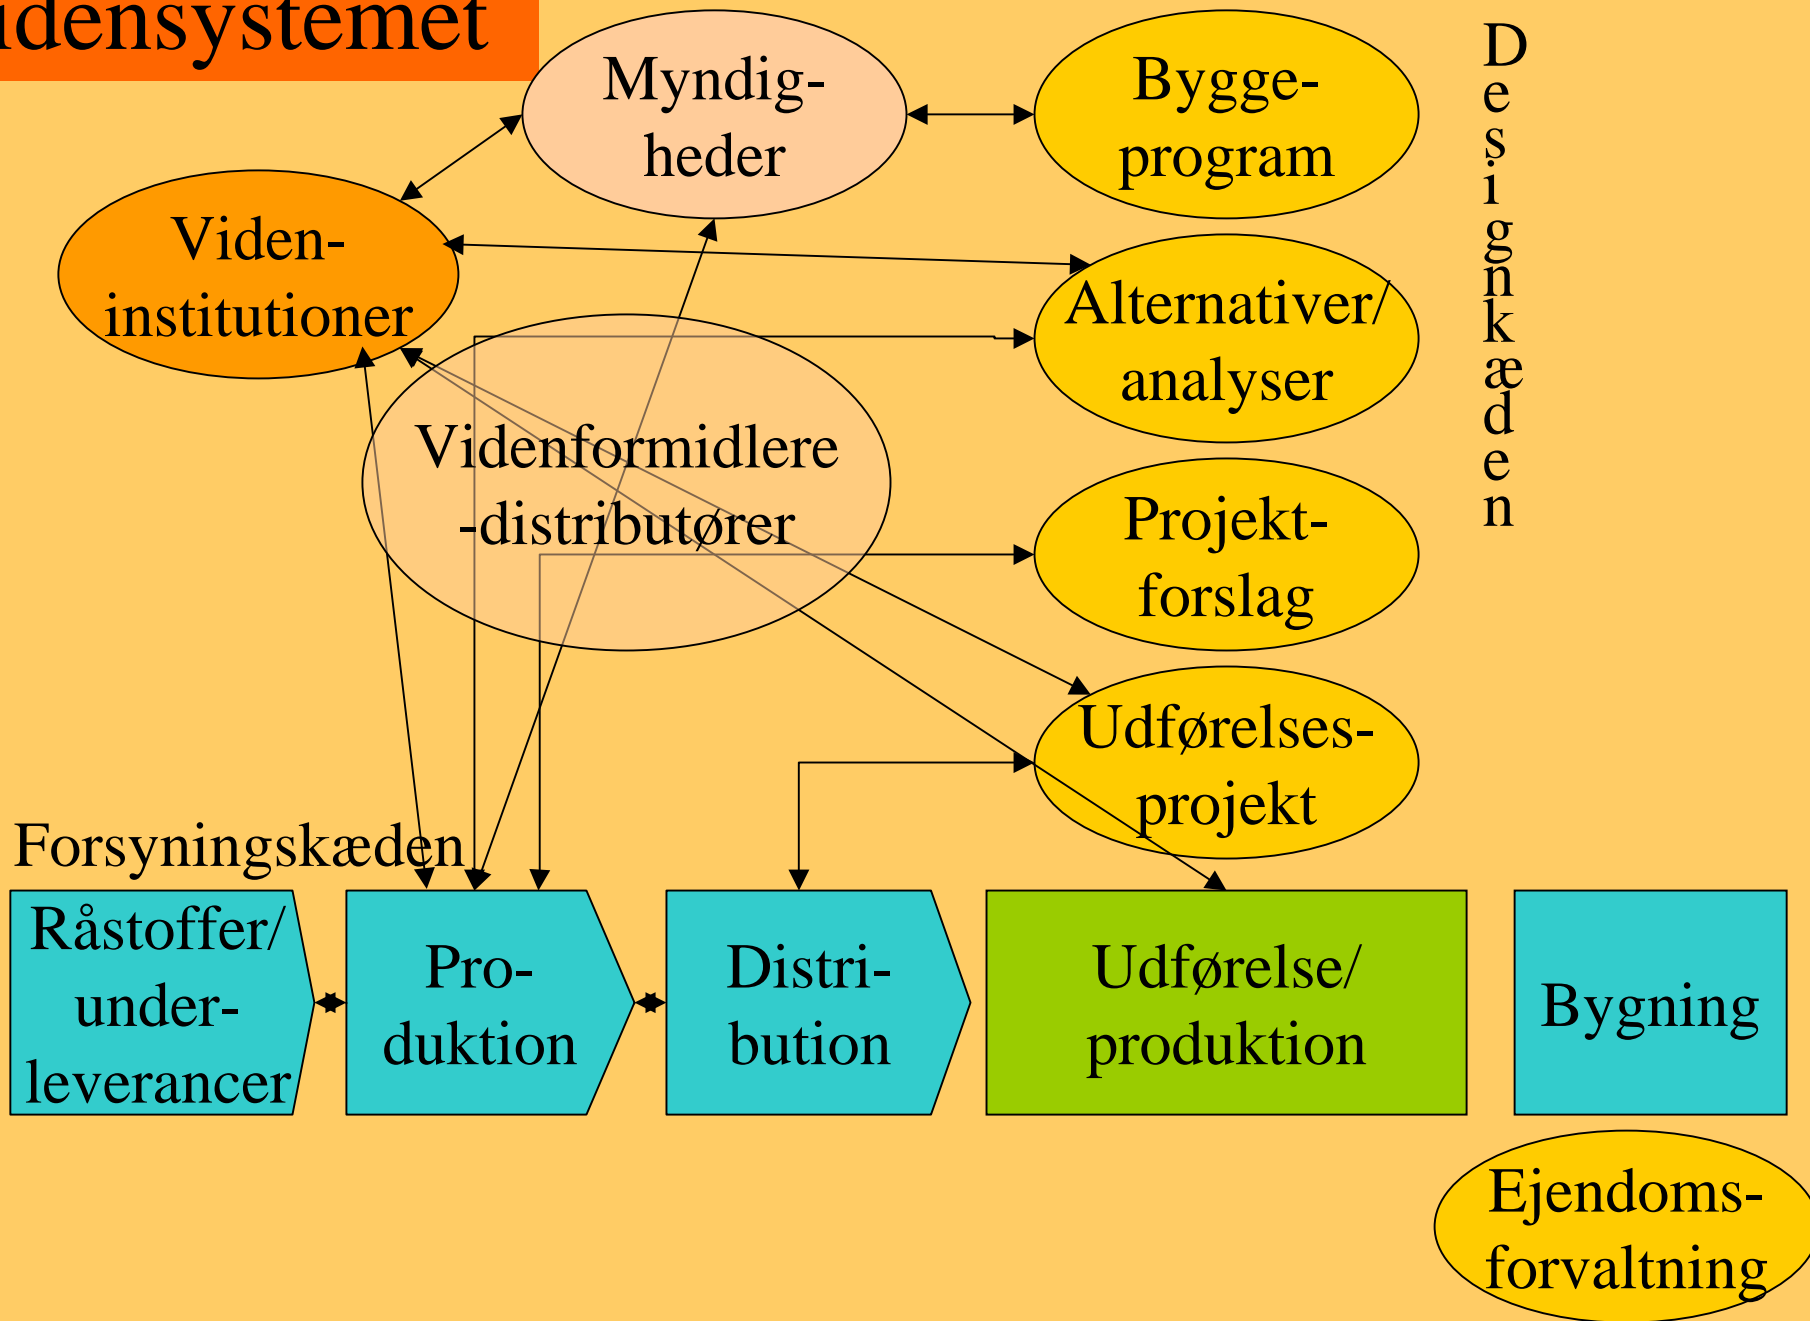 idensystemet
Myndig-
heder
Bygge-
program
Designkæden
Viden-
institutioner
Alternativer/
analyser
Videnformidlere
-distributører
Projekt-
forslag
Udførelses-
projekt
Forsyningskæden
Råstoffer/
under-
leverancer
Pro-
duktion
Distri-
bution
Udførelse/
produktion
Bygning
Ejendoms-
forvaltning